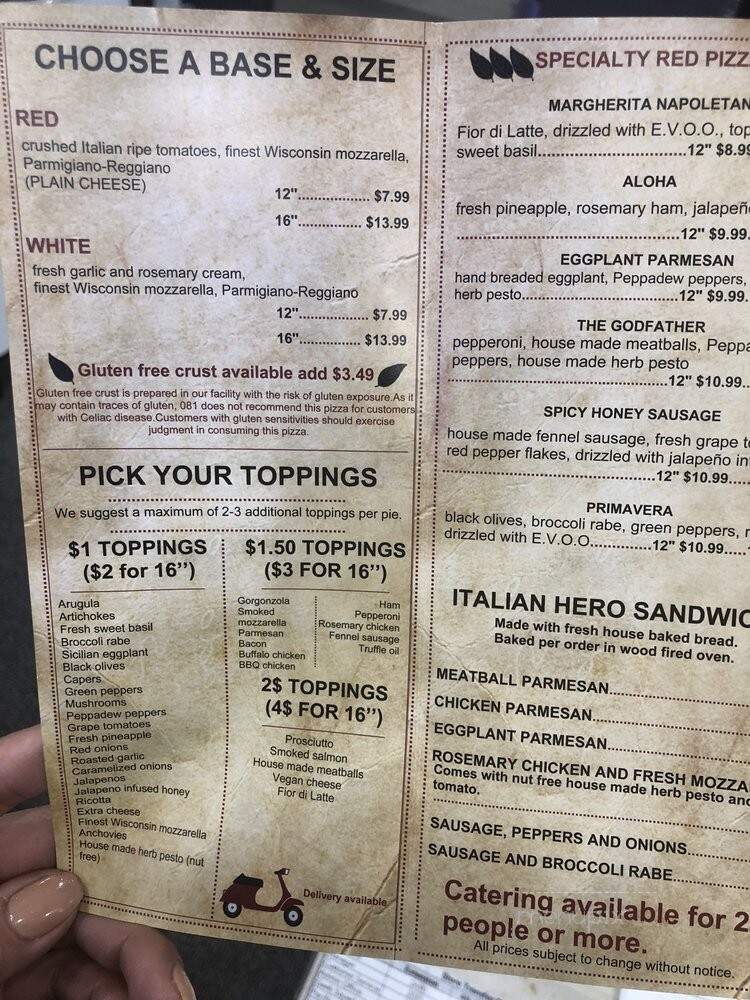 CHOOSE A BASE & SIZE
RED
crushed Italian ripe tomatoes, finest Wisconsin mozzarella,
Parmigiano-Reggiano
(PLAIN CHEESE)
12".................. $7.99
16"................. $13.99
WHITE
fresh garlic and rosemary cream,
finest Wisconsin mozzarella, Parmigiano-Reggiano
12".................. $7.99
16"................ $13.99
Gluten free crust available add $3.49
Gluten free crust is prepared in our facility with the risk of gluten exposure.As it
may contain traces of gluten, 081 does not recommend this pizza for customers
with Celiac disease.Customers with gluten sensitivities should exercise
judgment in consuming this pizza.
PICK YOUR TOPPINGS
We suggest a maximum of 2-3 additional toppings per pie.
$1 TOPPINGS
($2 for 16'')
Arugula
Artichokes
Fresh sweet basil
Broccoli rabe
Sicilian eggplant
Black olives
Capers
Green peppers
Mushrooms
Peppadew peppers
Grape tomatoes
Fresh pineapple
Red onions
Roasted garlic
Caramelized onions
Jalapenos
Jalapeno infused honey
Ricotta
Extra cheese
Finest Wisconsin mozzarella
Anchovies
House made herb pesto (nut
free)
$1.50 TOPPINGS
($3 FOR 16'')
Gorgonzola
Smoked
mozzarella
Parmesan
Bacon
Buffalo chicken
BBQ chicken
Ham
Pepperoni
Rosemary chicken
Fennel sausage
Truffle oil
2$ TOPPINGS
(4$ FOR 16'')
Prosciutto
Smoked salmon
House made meatballs
Vegan cheese
Fior di Latte
Delivery available
SPECIALTY RED PIZZ
MARGHERITA NAPOLETAN
Fior di Latte, drizzled with E.V.O.O., top
sweet basil..............................12" $8.99
ALOHA
fresh pineapple, rosemary ham, jalapeñ
.............................................12" $9.99.
EGGPLANT PARMESAN
hand breaded eggplant, Peppadew peppers,
herb pesto................................12" $9.99.
THE GODFATHER
pepperoni, house made meatballs, Peppa
peppers, house made herb pesto
............................................12" $10.99..
SPICY HONEY SAUSAGE
house made fennel sausage, fresh grape t
red pepper flakes, drizzled with jalapeño in
..........................................12" $10.99....
PRIMAVERA
black olives, broccoli rabe, green peppers, r
drizzled with E.V.O.O............12" $10.99.....
ITALIAN HERO SANDWIC
Made with fresh house baked bread.
Baked per order in wood fired oven.
MEATBALL PARMESAN........................
CHICKEN PARMESAN..........................
EGGPLANT PARMESAN.......................
ROSEMARY CHICKEN AND FRESH MOZZA
Comes with nut free house made herb pesto and
tomato.
SAUSAGE, PEPPERS AND ONIONS.........
SAUSAGE AND BROCCOLI RABE...........
Catering available for 2
people or more.
All prices subject to change without notice.